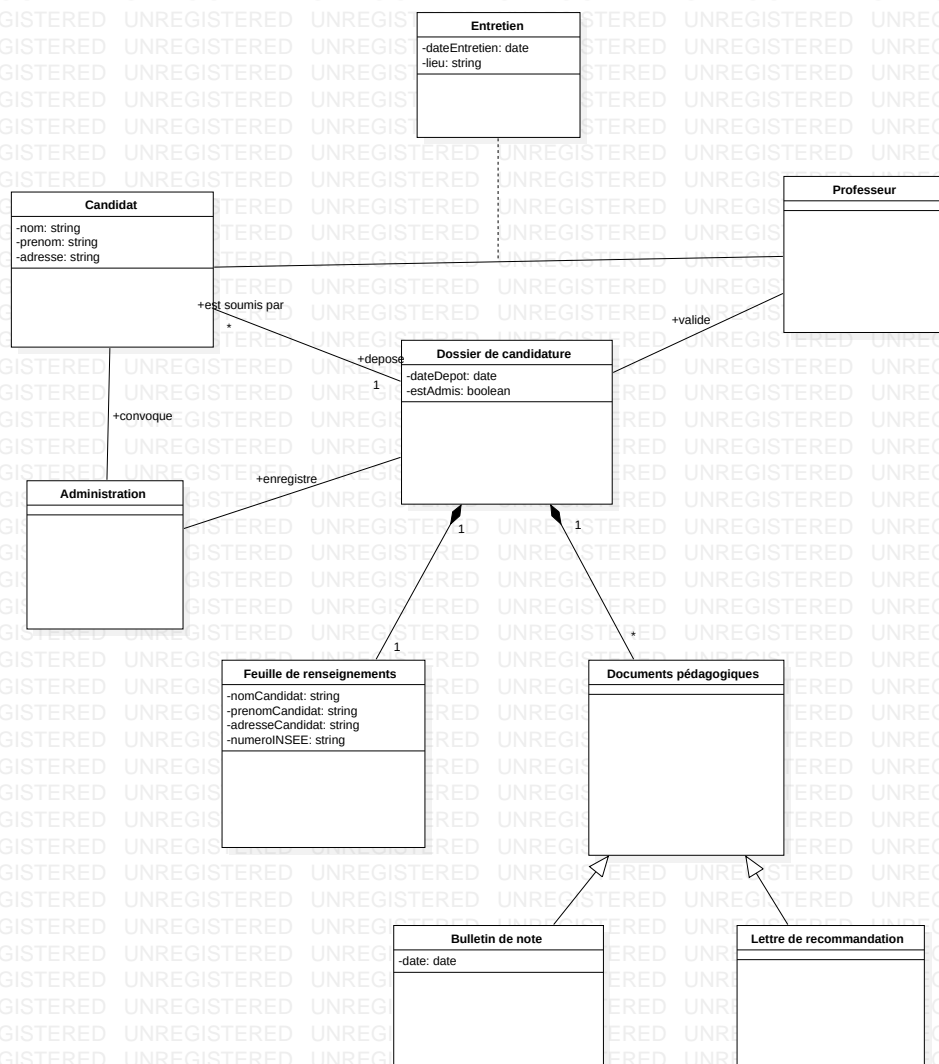 Entretien
-dateEntretien: date
-lieu: string
Professeur
Candidat
-nom: string
-prenom: string
-adresse: string
+est soumis par
*
+valide
+depose
1
Dossier de candidature
-dateDepot: date
-estAdmis: boolean
+convoque
+enregistre
Administration
1
1
*
1
Feuille de renseignements
-nomCandidat: string
-prenomCandidat: string
-adresseCandidat: string
-numeroINSEE: string
Documents pédagogiques
Bulletin de note
-date: date
Lettre de recommandation
UNREGISTERED